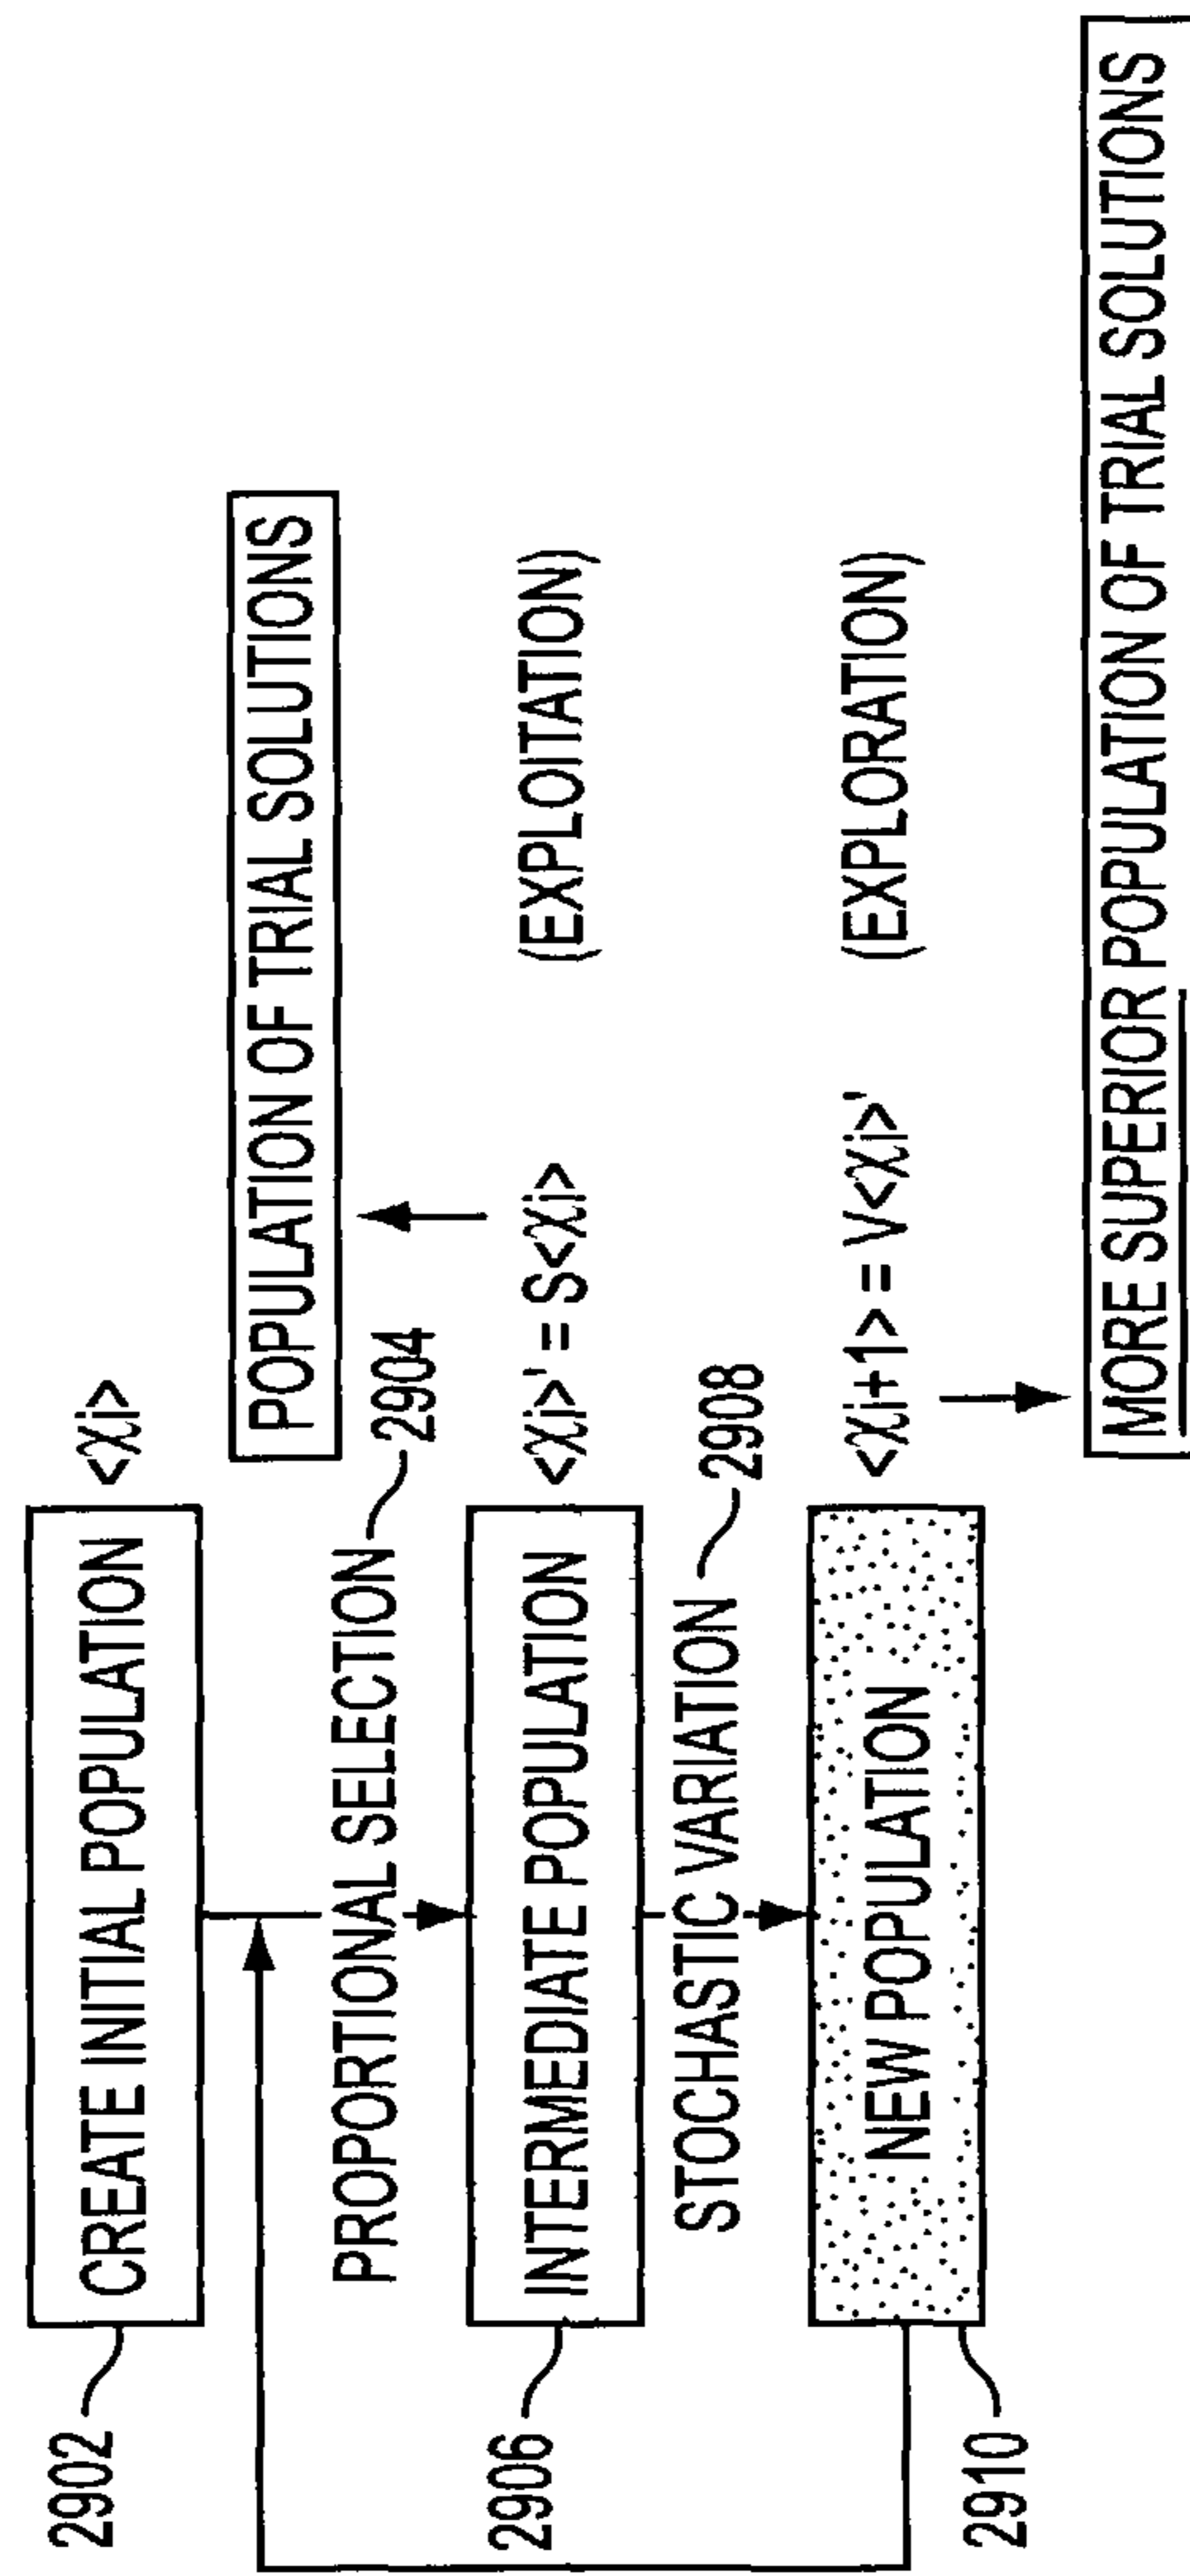 2902
CREATE INITIAL POPULATION
<χi>
POPULATION OF TRIAL SOLUTIONS
PROPORTIONAL SELECTION
2904
2906
INTERMEDIATE POPULATION
<χi>' = S<χi>
(EXPLOITATION)
STOCHASTIC VARIATION
2908
2910
NEW POPULATION
<χi+1> = V<χi>'
(EXPLORATION)
MORE SUPERIOR POPULATION OF TRIAL SOLUTIONS